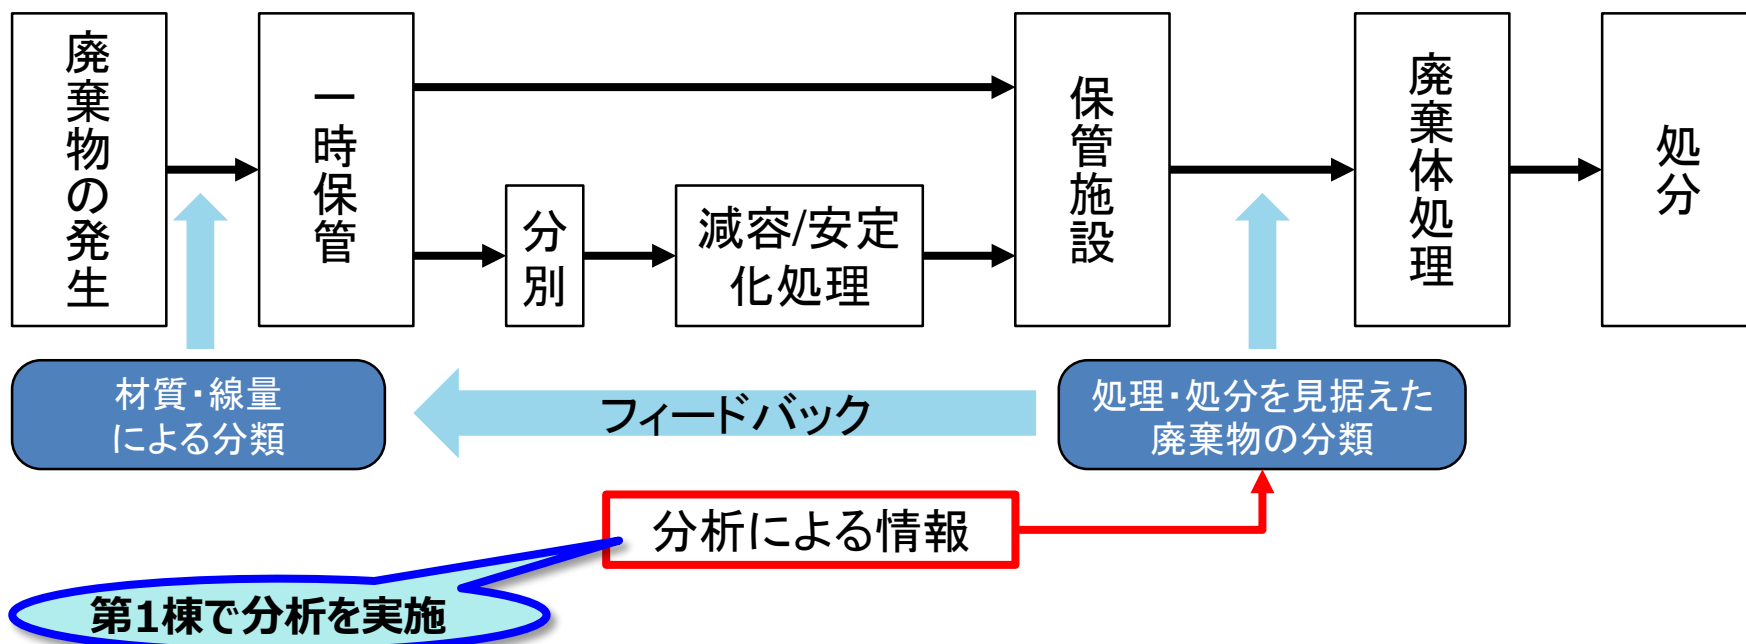 廃棄物の発生
一時保管
分別
減容/安定
化処理
保管施設
廃棄体処理
処分
材質・線量
による分類
フィードバック
処理・処分を見据えた
廃棄物の分類
分析による情報
第1棟で分析を実施